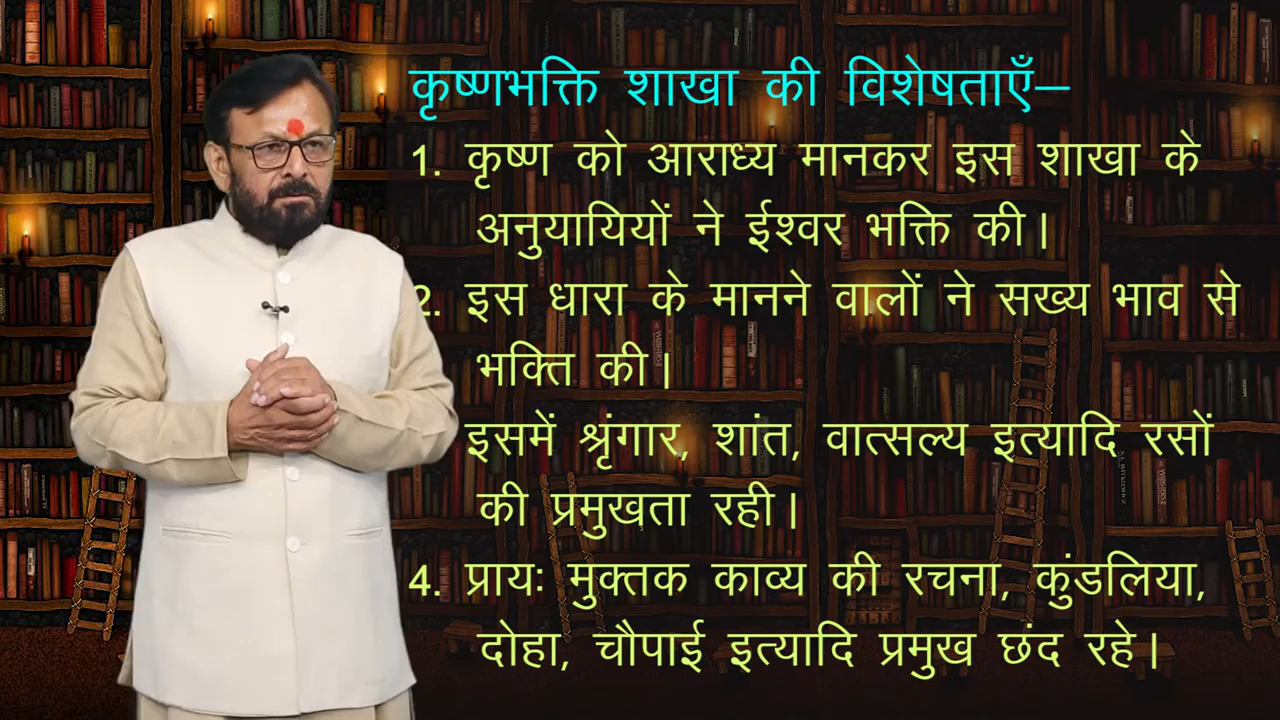 कृष्णभक्ति शाखा की विशेषताएँ–
1. कृष्ण को आराध्य मानकर इस शाखा के
अनुयायियों ने ईश्वर भक्ति की।
2. इस धारा के मानने वालों ने सख्य भाव से
भक्ति की।
इसमें श्रृंगार, शांत, वात्सल्य इत्यादि रसों
की प्रमुखता रही।
4. प्रायः मुक्तक काव्य की रचना, कुंडलिया,
दोहा, चौपाई इत्यादि प्रमुख छंद रहे।